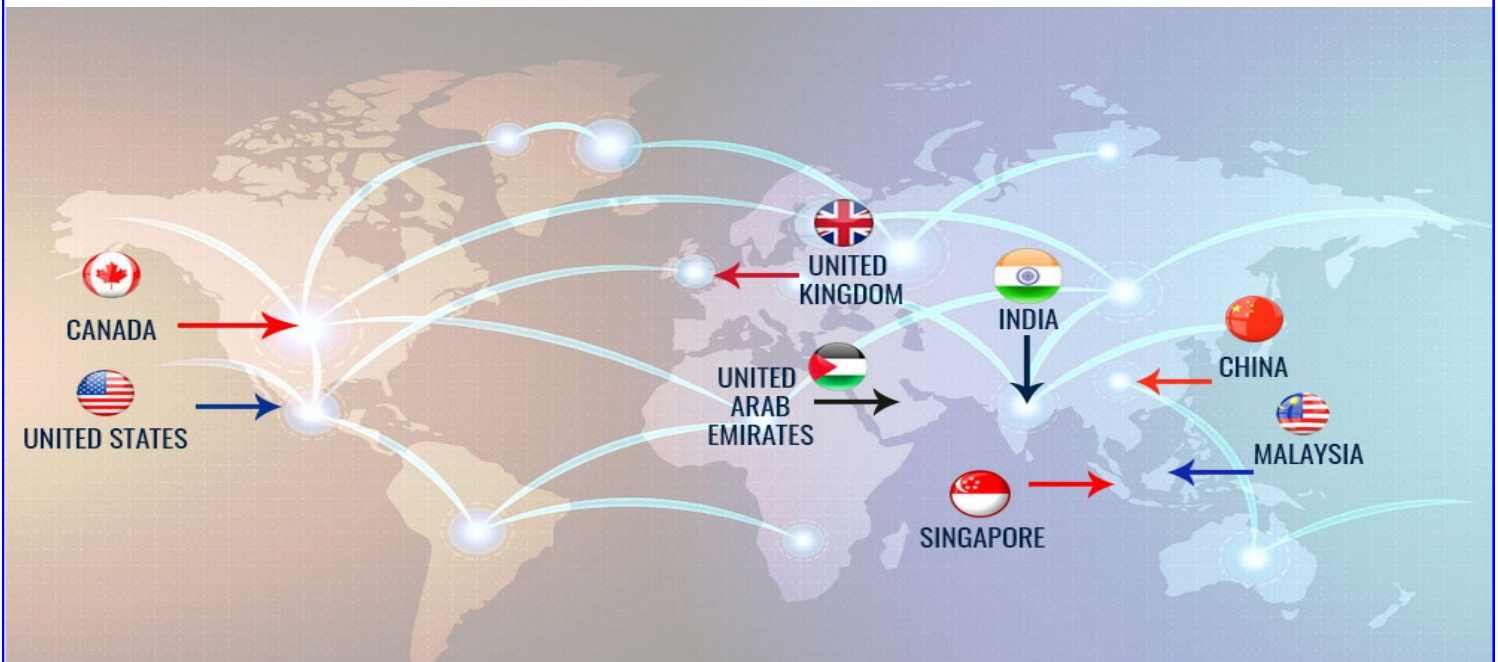 CANADA
UNITED STATES
UNITED
KINGDOM
UNITED
ARAB
EMIRATES
INDIA
CHINA
MALAYSIA
SINGAPORE